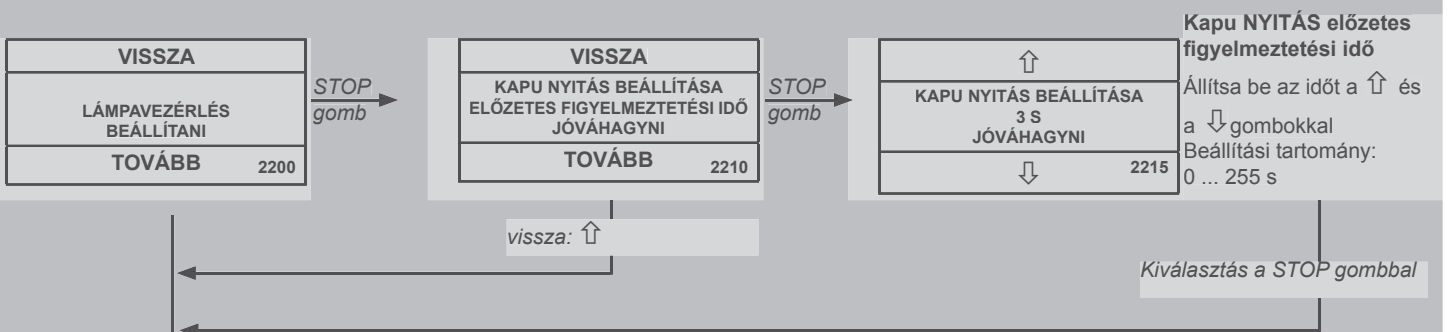 VISSZA
LÁMPAVEZÉRLÉS
BEÁLLÍTANI
TOVÁBB 2200
STOP
gomb
VISSZA
KAPU NYITÁS BEÁLLÍTÁSA
ELŐZETES FIGYELMEZTETÉSI IDŐ
JÓVÁHAGYNI
TOVÁBB 2210
vissza: ⇧
STOP
gomb
⇧
KAPU NYITÁS BEÁLLÍTÁSA
3 S
JÓVÁHAGYNI
⇩ 2215
Kapu NYITÁS előzetes
figyelmeztetési idő
Állítsa be az időt a ⇧ és
a ⇩ gombokkal
Beállítási tartomány:
0 ... 255 s
Kiválasztás a STOP gombbal